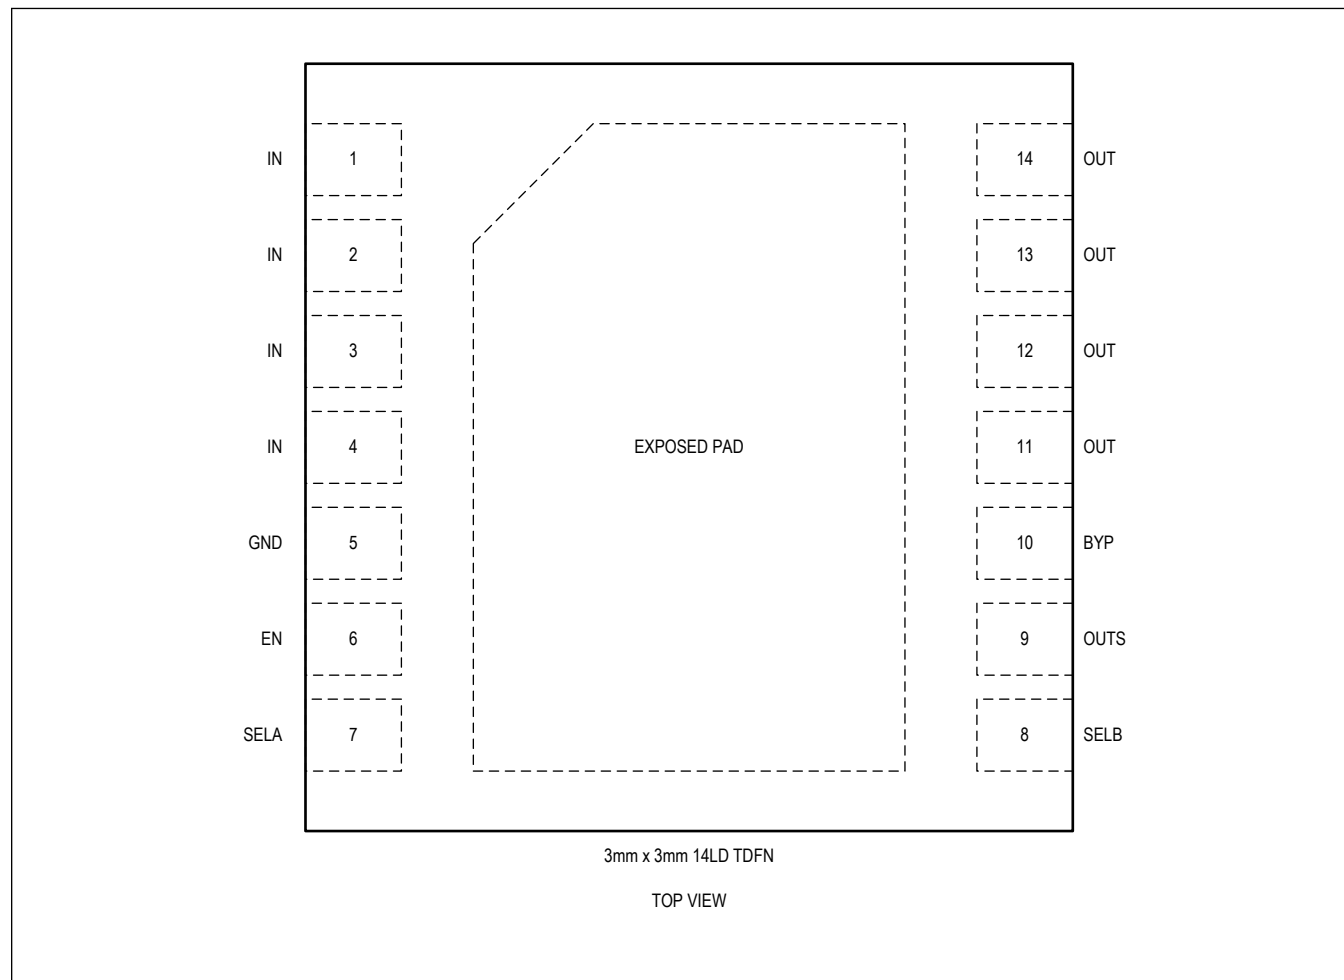 IN 1 14 OUT
IN 2 13 OUT
IN 3 12 OUT
IN 4 EXPOSED PAD 11 OUT
GND 5 10 BYP
EN 6 9 OUTS
SELA 7 8 SELB
3mm x 3mm 14LD TDFN
TOP VIEW